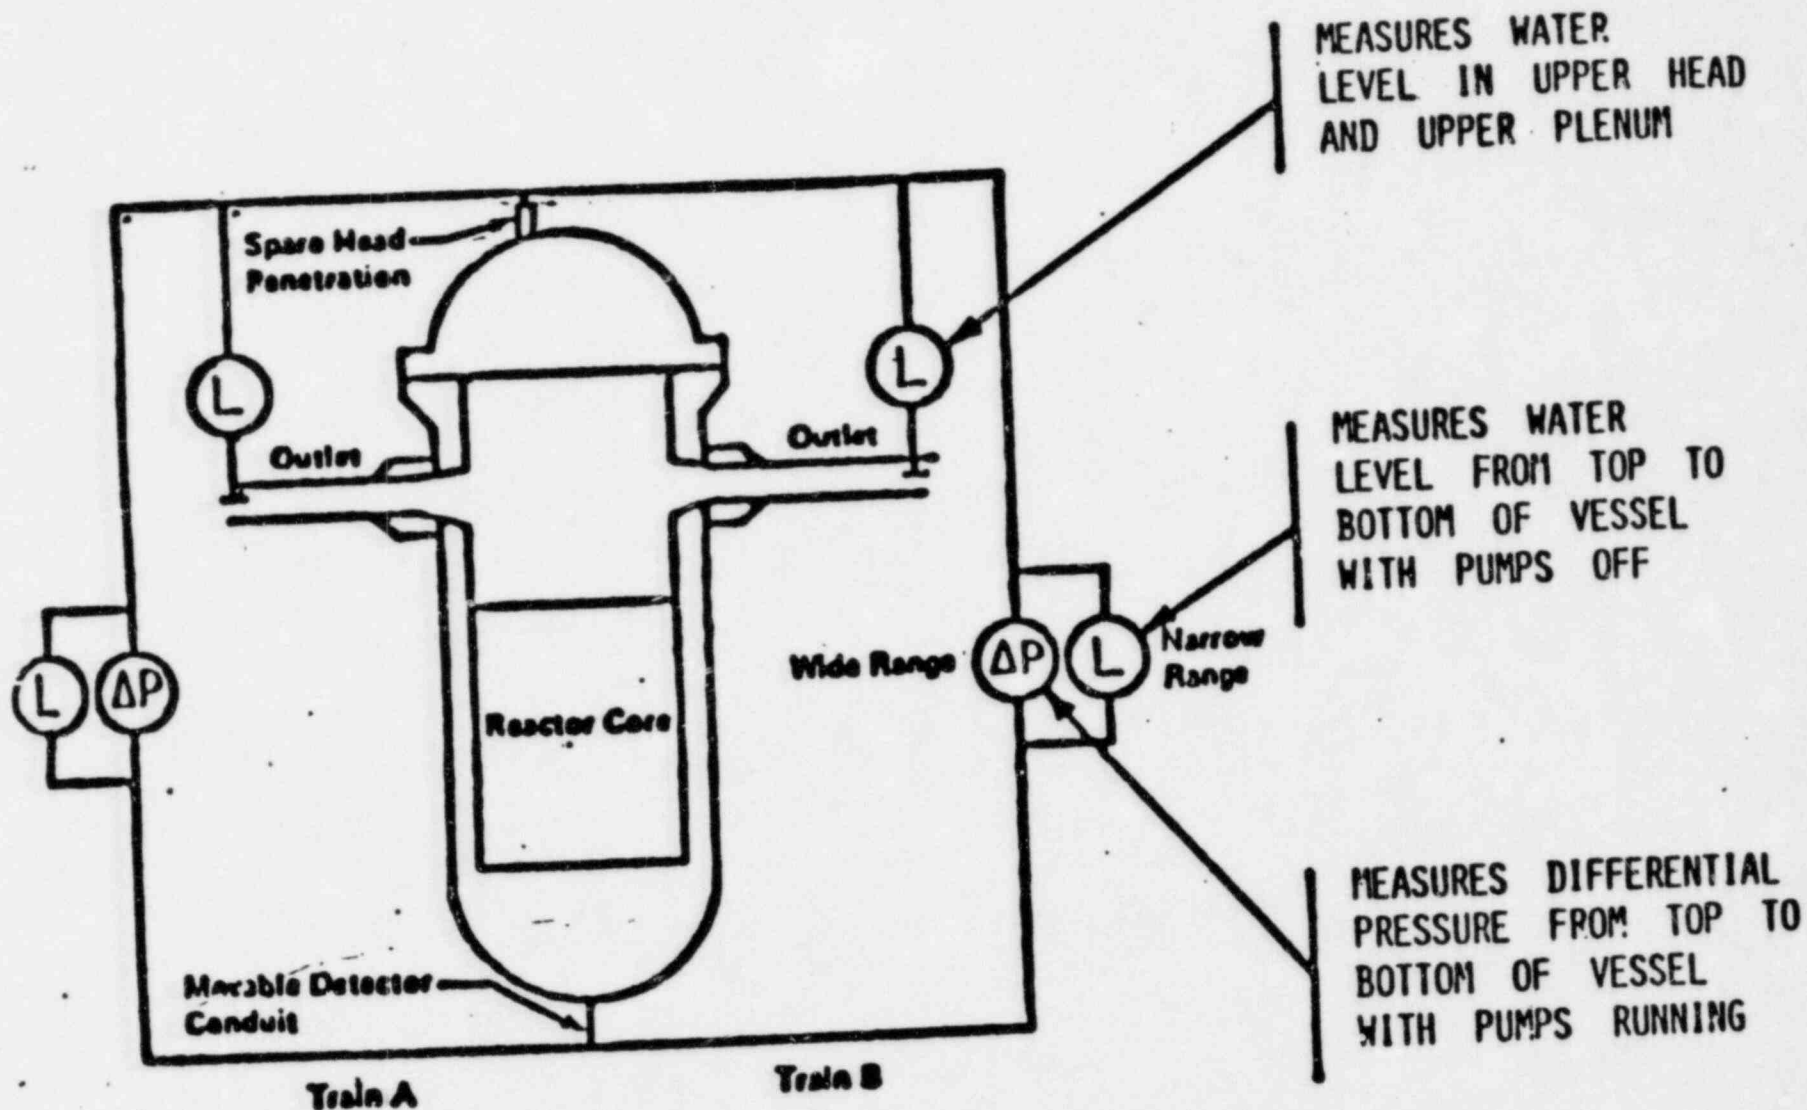 MEASURES WATER
LEVEL IN UPPER HEAD
AND UPPER PLENUM
Spare Head
Penetration
L
L
Outlet
Outlet
MEASURES WATER
LEVEL FROM TOP TO
BOTTOM OF VESSEL
WITH PUMPS OFF
L
ΔP
Reactor Core
Wide Range
ΔP
L
Narrow
Range
MEASURES DIFFERENTIAL
PRESSURE FROM TOP TO
BOTTOM OF VESSEL
WITH PUMPS RUNNING
Movable Detector
Conduit
Train A
Train B